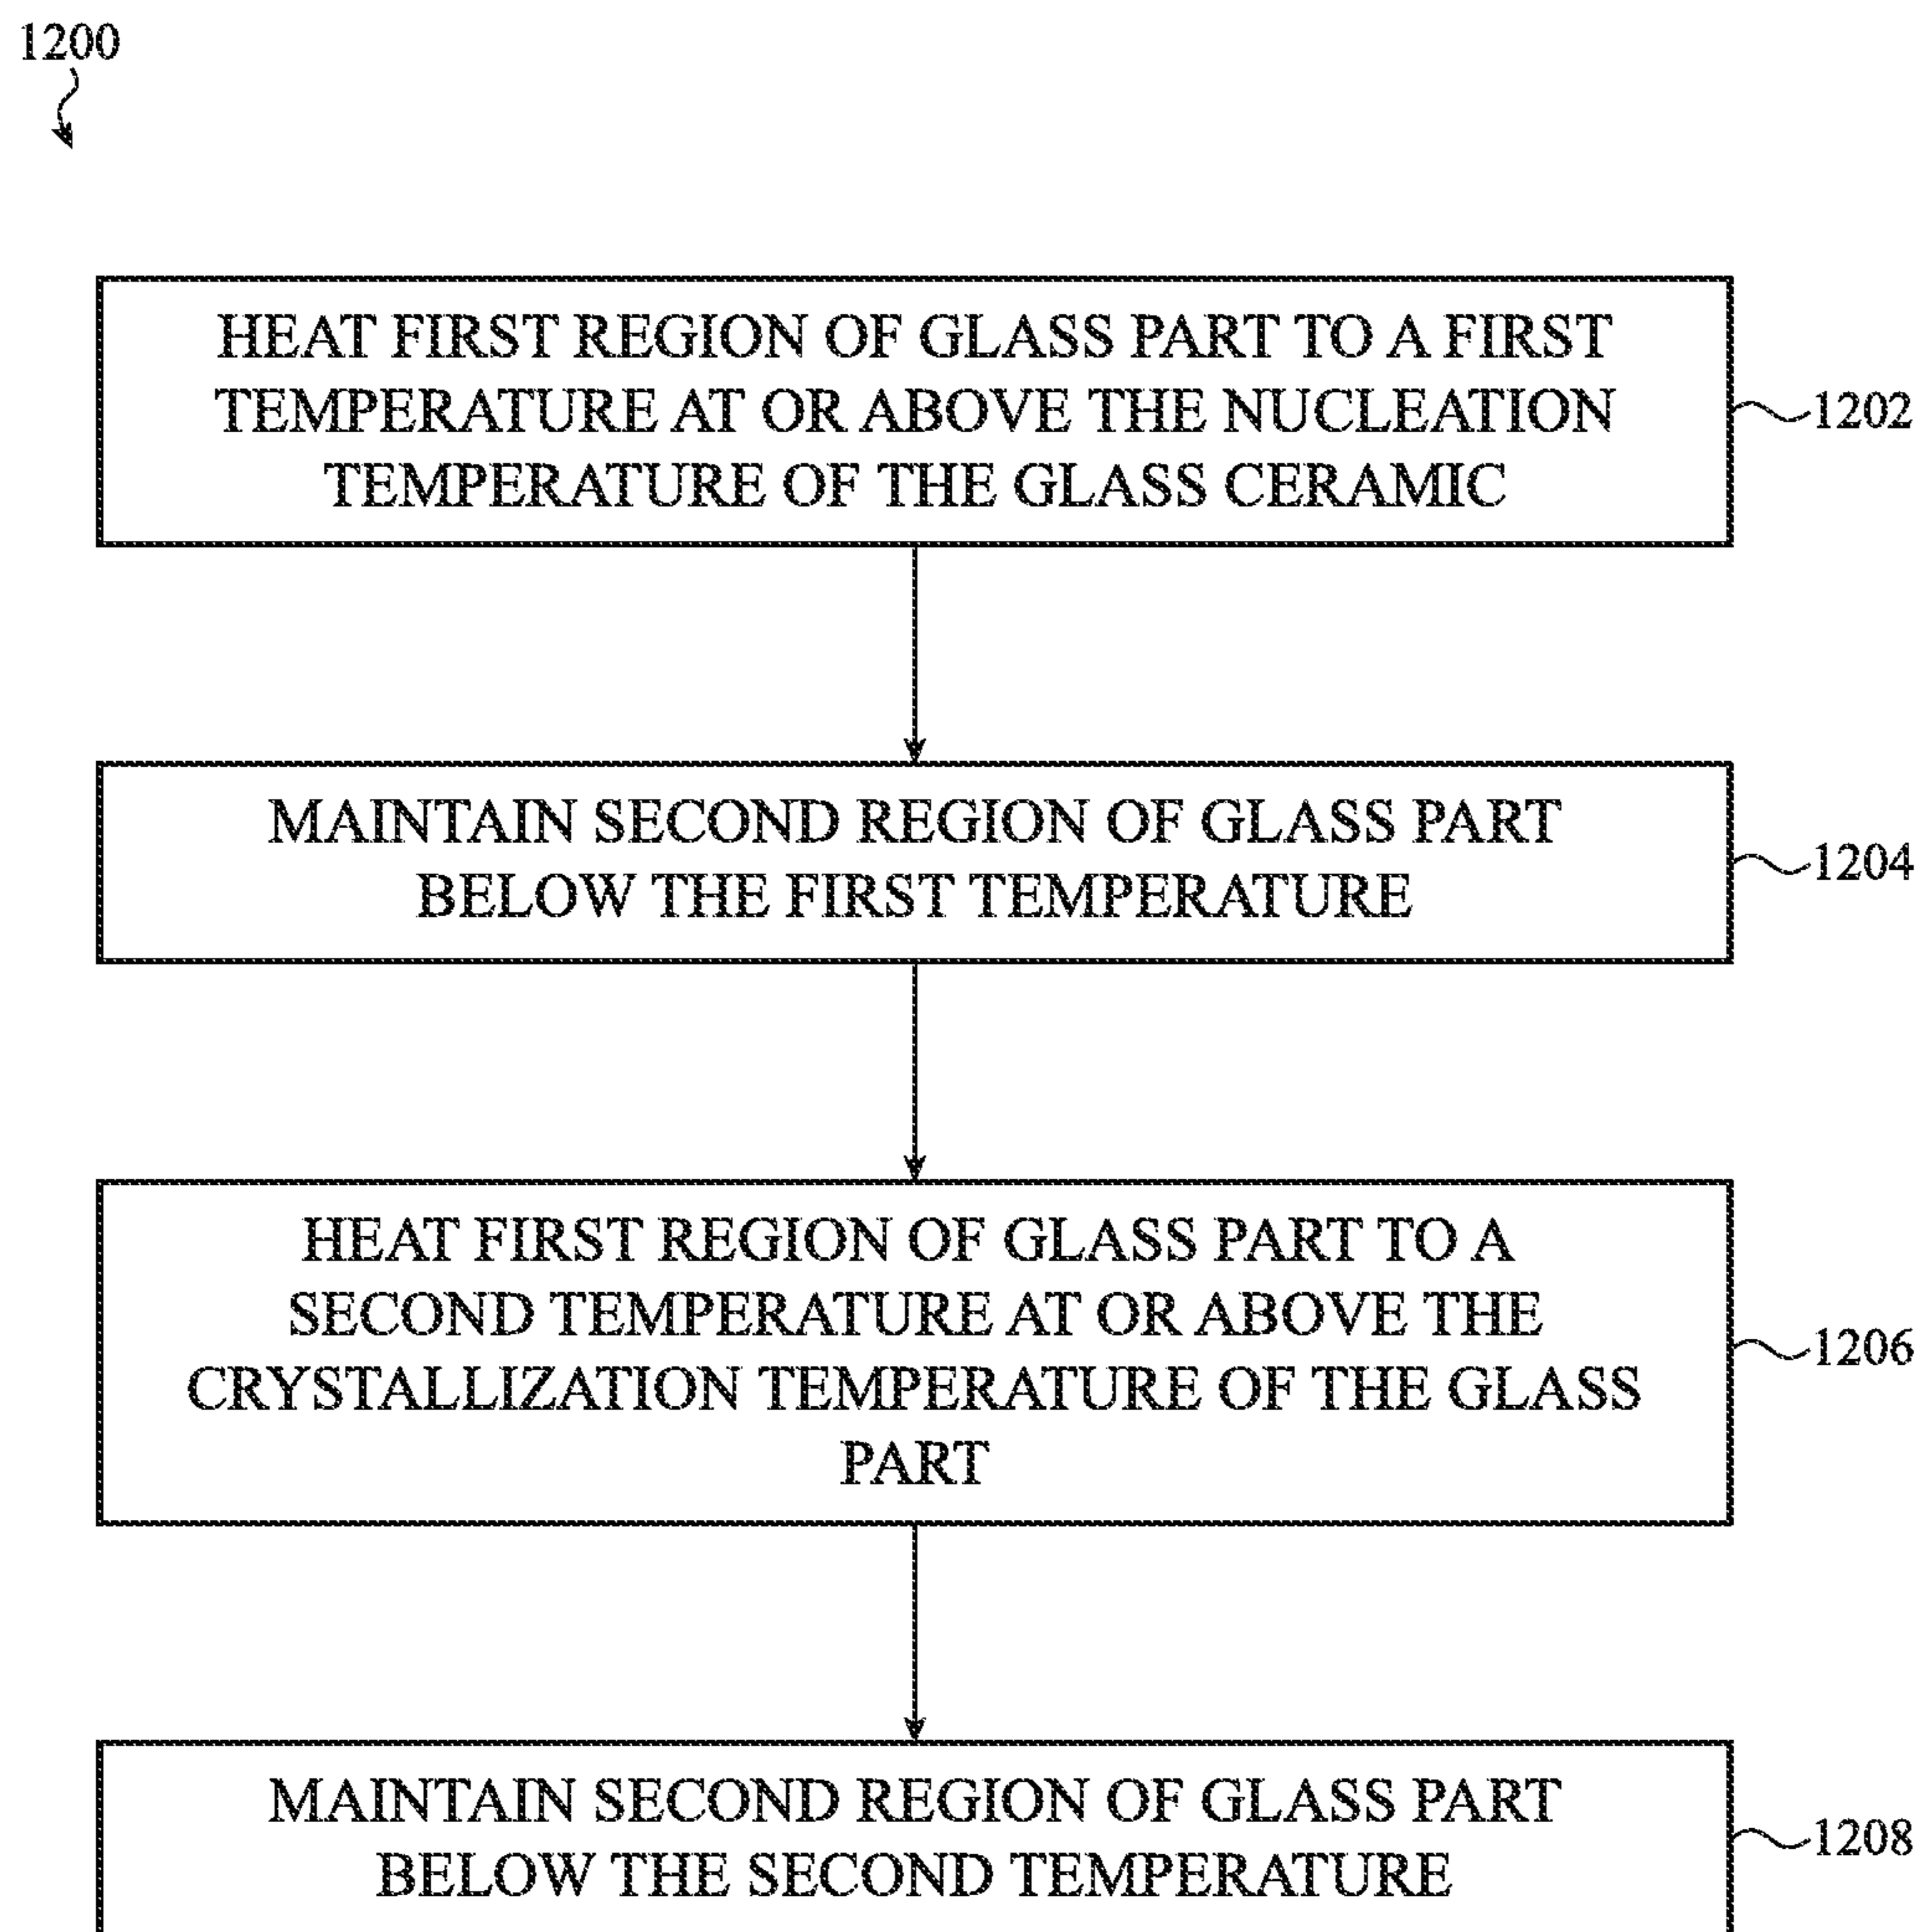 1200
HEAT FIRST REGION OF GLASS PART TO A FIRST
TEMPERATURE AT OR ABOVE THE NUCLEATION
TEMPERATURE OF THE GLASS CERAMIC
1202
MAINTAIN SECOND REGION OF GLASS PART
BELOW THE FIRST TEMPERATURE
1204
HEAT FIRST REGION OF GLASS PART TO A
SECOND TEMPERATURE AT OR ABOVE THE
CRYSTALLIZATION TEMPERATURE OF THE GLASS
PART
1206
MAINTAIN SECOND REGION OF GLASS PART
BELOW THE SECOND TEMPERATURE
1208